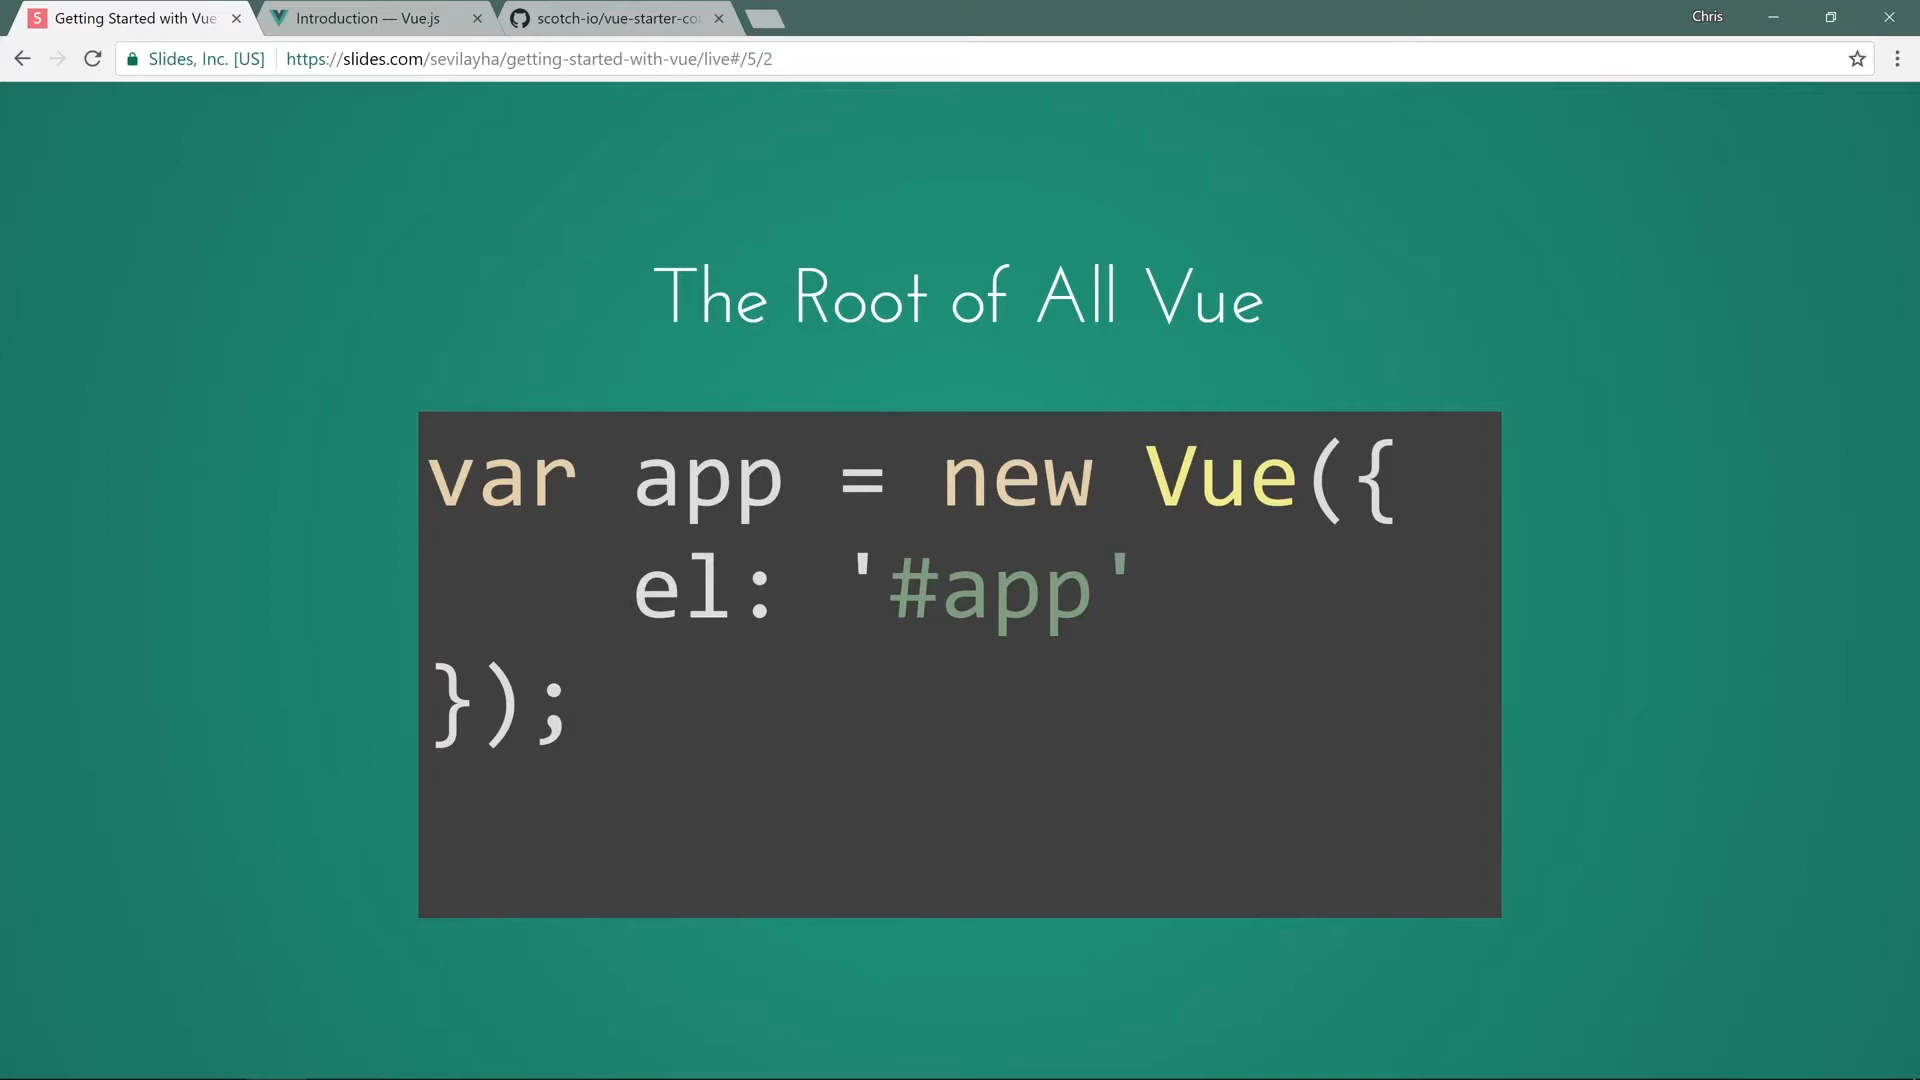 Getting Started with Vue
Introduction — Vue.js
scotch-io/vue-starter-co
Chris
Slides, Inc. [US]
https://slides.com/sevilayha/getting-started-with-vue/live#/5/2
The Root of All Vue
var app = new Vue({
    el: '#app'
});